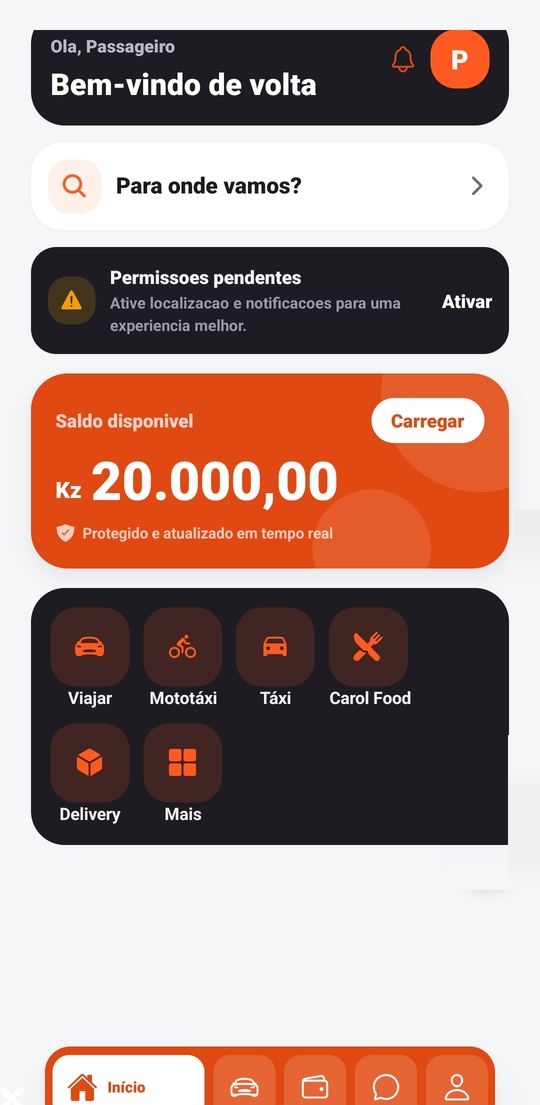 Ola, Passageiro
Bem-vindo de volta
P
Para onde vamos?
Permissoes pendentes
Ative localizacao e notificacoes para uma
experiencia melhor.
Ativar
Saldo disponivel
Carregar
Kz 20.000,00
Protegido e atualizado em tempo real
Viajar
Mototáxi
Táxi
Carol Food
Delivery
Mais
Início